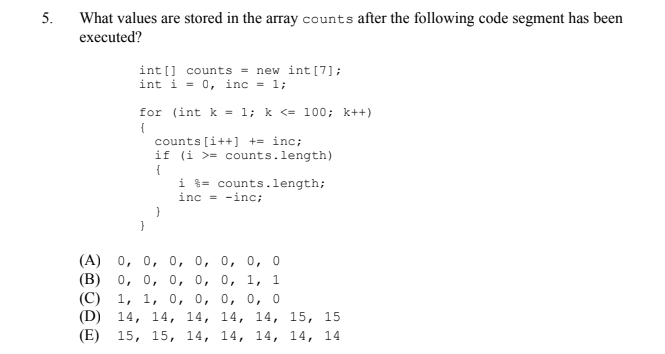 5. What values are stored in the array counts after the following code segment has been
executed?
int[] counts = new int[7];
int i = 0, inc = 1;
for (int k = 1; k <= 100; k++)
{
counts[i++] += inc;
if (i >= counts.length)
{
i %= counts.length;
inc = -inc;
}
}
(A) 0, 0, 0, 0, 0, 0, 0
(B) 0, 0, 0, 0, 0, 1, 1
(C) 1, 1, 0, 0, 0, 0, 0
(D) 14, 14, 14, 14, 14, 15, 15
(E) 15, 15, 14, 14, 14, 14, 14